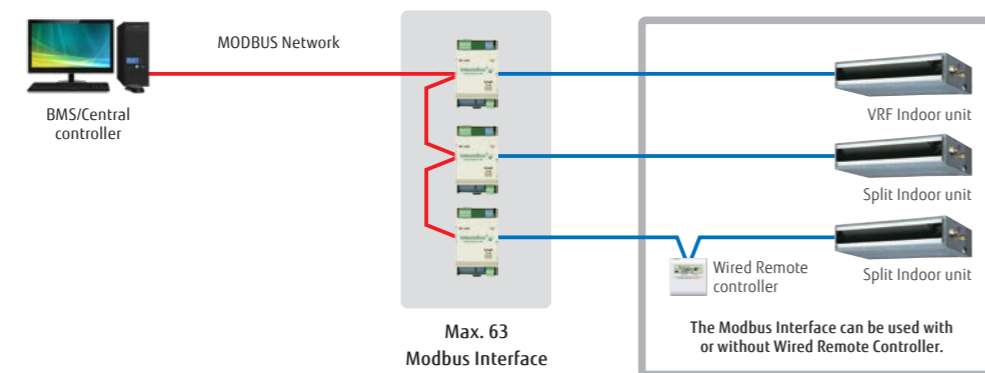 MODBUS Network
BMS/Central
controller
VRF Indoor unit
Split Indoor unit
Split Indoor unit
Wired Remote
controller
Max. 63
Modbus Interface
The Modbus Interface can be used with
or without Wired Remote Controller.